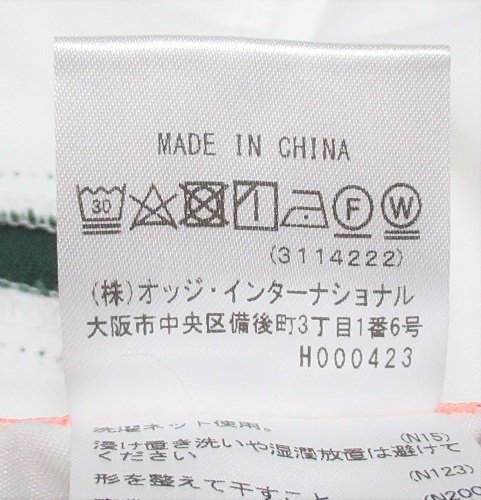 MADE IN CHINA
30 F W
(3114222)
(株)オッジ・インターナショナル
大阪市中央区備後町3丁目1番6号
H000423
洗濯ネット使用。
(N15)
浸け置き洗いや湿潤放置は避けて
ください
(N123)
形を整えて干すこと